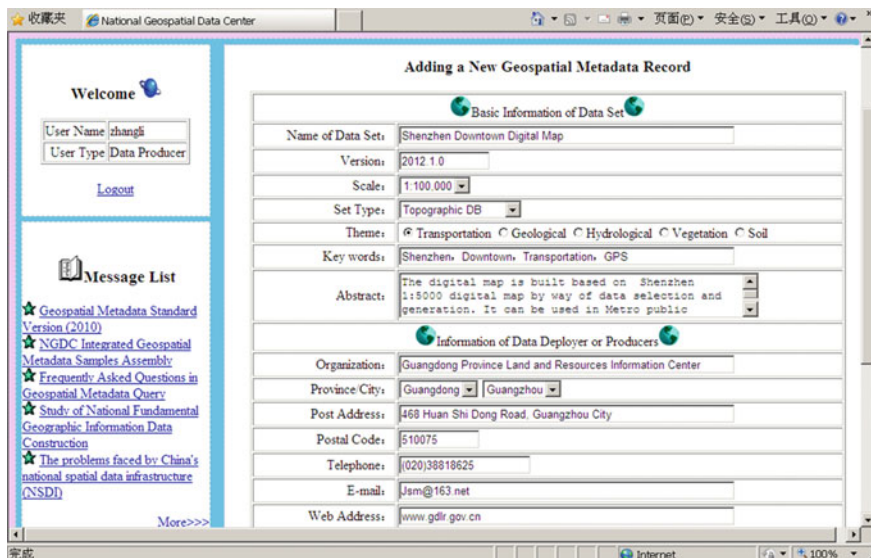 收藏夹
National Geospatial Data Center
页面(P)
安全(S)
工具(O)
Welcome
User Name zhangli
User Type Data Producer
Logout
Message List
Geospatial Metadata Standard
Version (2010)
NGDC Integrated Geospatial
Metadata Samples Assembly
Frequently Asked Questions in
Geospatial Metadata Query
Study of National Fundamental
Geographic Information Data
Construction
The problems faced by China's
national spatial data infrastructure
(NSDI)
More>>>
Adding a New Geospatial Metadata Record
Basic Information of Data Set
Name of Data Set: Shenzhen Downtown Digital Map
Version: 2012.1.0
Scale: 1:100,000
Set Type: Topographic DB
Theme: Transportation Geological Hydrological Vegetation Soil
Key words: Shenzhen, Downtown, Transportation, GPS
Abstract: The digital map is built based on Shenzhen
1:5000 digital map by way of data selection and
generation. It can be used in Metro public
Information of Data Deployer or Producers
Organization: Guangdong Province Land and Resources Information Center
Province/City: Guangdong Guangzhou
Post Address: 468 Huan Shi Dong Road, Guangzhou City
Postal Code: 510075
Telephone: (020)38818625
E-mail: Jsm@163.net
Web Address: www.gdlr.gov.cn
完成
Internet
100%